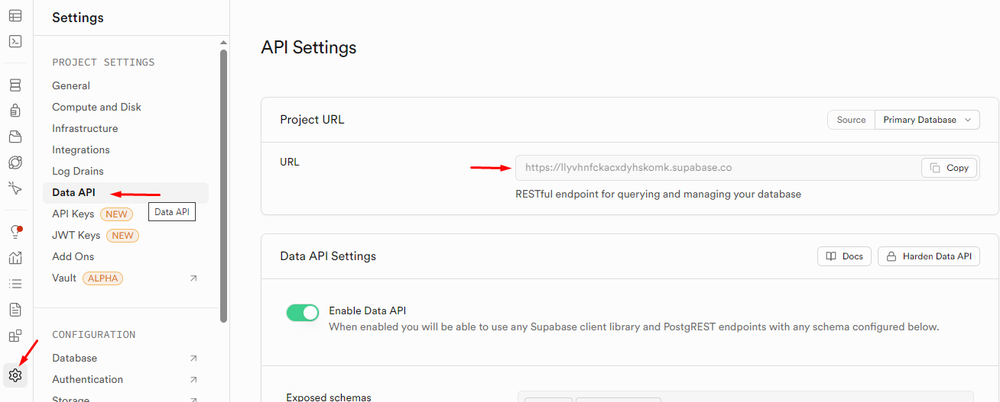 Settings
PROJECT SETTINGS
General
Compute and Disk
Infrastructure
Integrations
Log Drains
Data API
Data API
API Keys NEW
JWT Keys NEW
Add Ons
Vault ALPHA
CONFIGURATION
Database
Authentication
Storage
API Settings
Project URL
Source Primary Database
URL
https://llyvhnfckacxdyhskomk.supabase.co
Copy
RESTful endpoint for querying and managing your database
Data API Settings
Docs
Harden Data API
Enable Data API
When enabled you will be able to use any Supabase client library and PostgREST endpoints with any schema configured below.
Exposed schemas